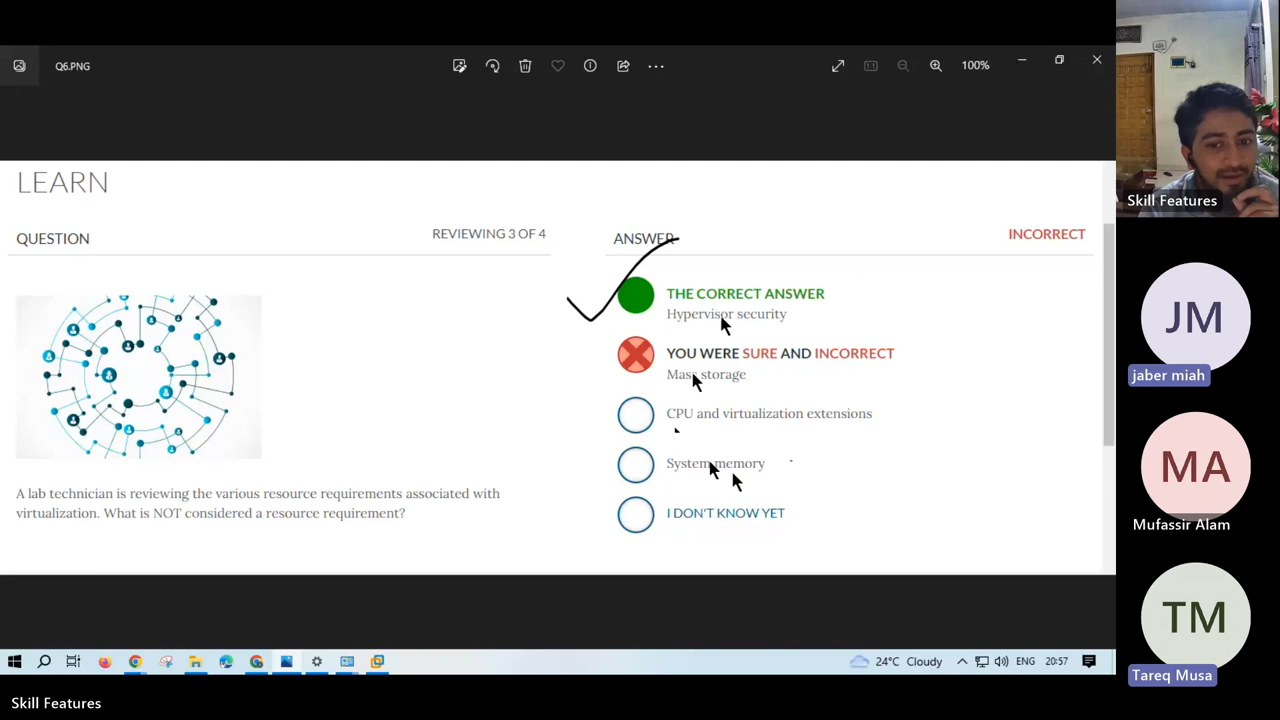 Q6.PNG
100%
LEARN
QUESTION
REVIEWING 3 OF 4
ANSWER
INCORRECT
THE CORRECT ANSWER
Hypervisor security
YOU WERE SURE AND INCORRECT
Mass storage
CPU and virtualization extensions
System memory
I DON'T KNOW YET
A lab technician is reviewing the various resource requirements associated with
virtualization. What is NOT considered a resource requirement?
Skill Features
JM
jaber miah
MA
Mufassir Alam
TM
Tareq Musa
24°C Cloudy
ENG
20:57
Skill Features